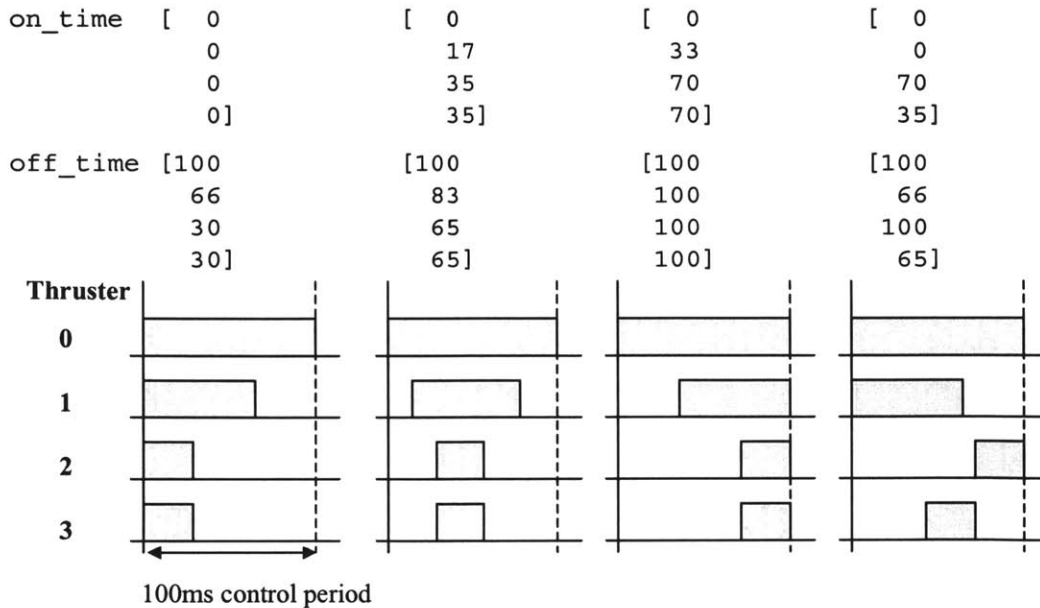 on_time [ 0 [ 0 [ 0 [ 0
0 17 33 0
0 35 70 70
0] 35] 70] 35]
off_time [100 [100 [100 [100
66 83 100 66
30 65 100 100
30] 65] 100] 65]
Thruster
0
1
2
3
100ms control period